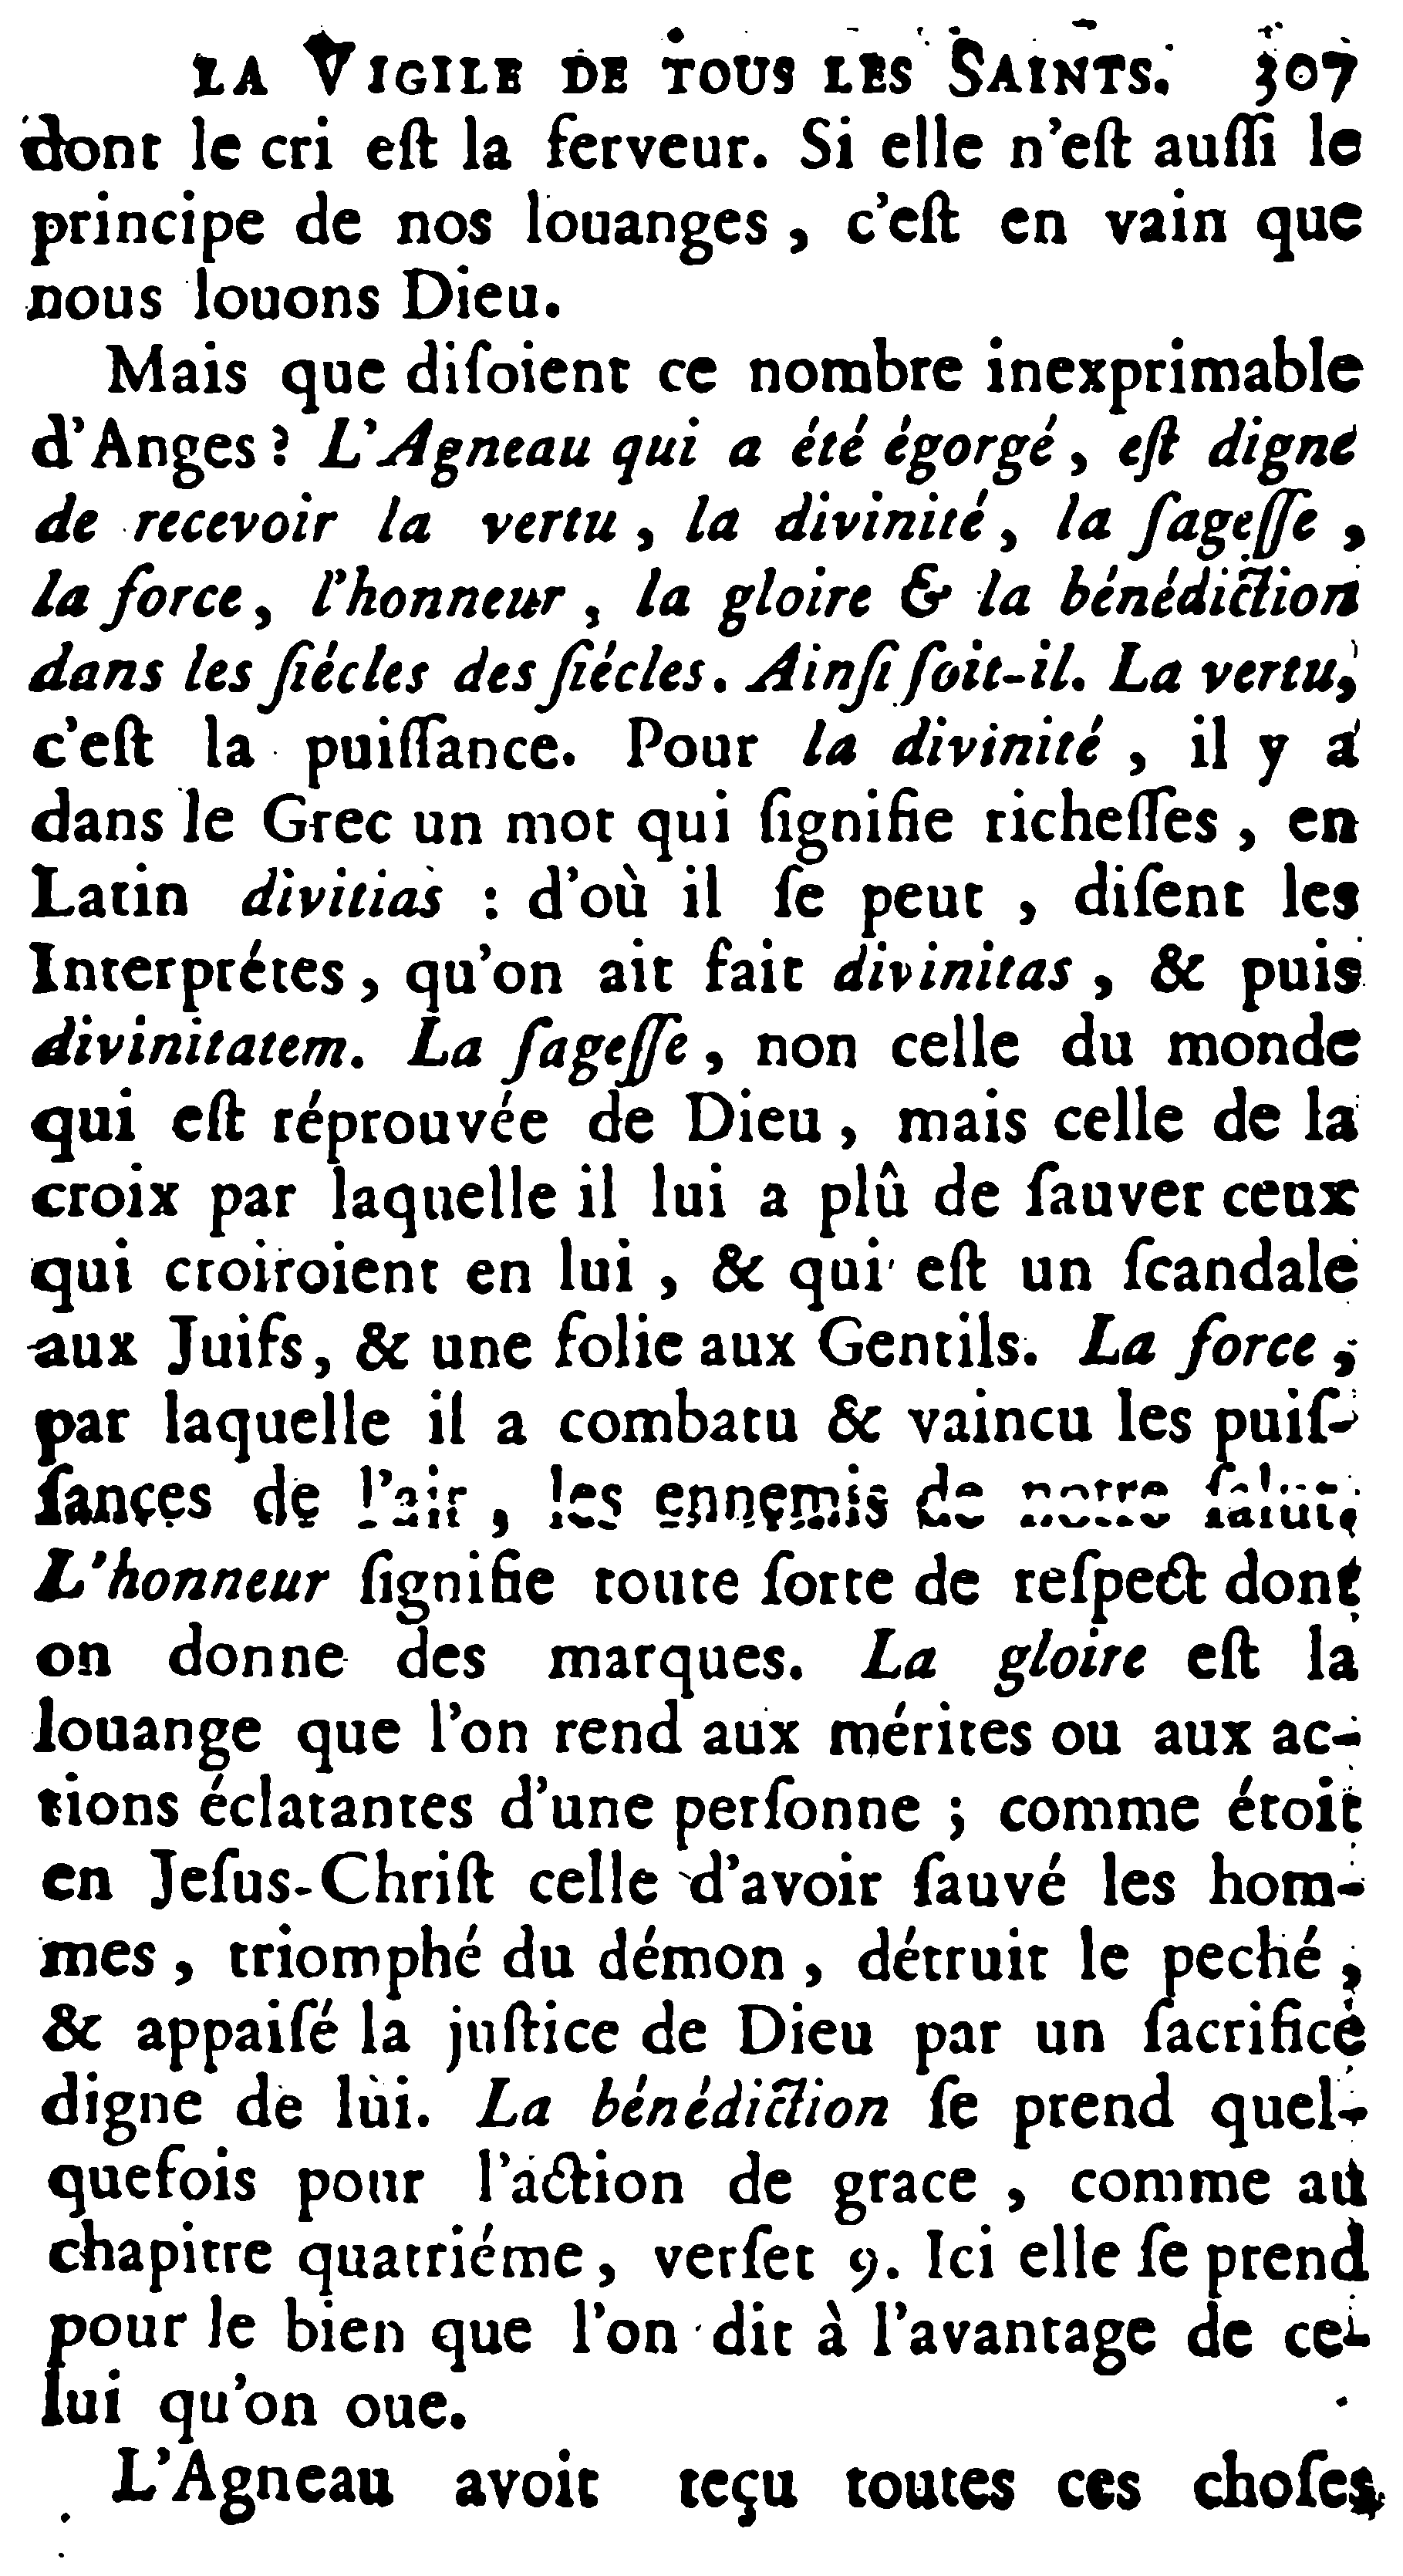 LA VIGILE DE TOUS LES SAINTS. 307
dont le cri eſt la ferveur. Si elle n'eſt auſſi le
principe de nos louanges, c'eſt en vain que
nous louons Dieu.
Mais que diſoient ce nombre inexprimable
d'Anges? L'Agneau qui a été égorgé, eſt digne
de recevoir la vertu, la divinité, la ſageſſe,
la force, l'honneur, la gloire & la bénédiction
dans les ſiécles des ſiécles. Ainſi ſoit-il. La vertu,
c'eſt la puiſſance. Pour la divinité, il y a
dans le Grec un mot qui ſignifie richeſſes, en
Latin divitias : d'où il ſe peut, diſent les
Interprétes, qu'on ait fait divinitas, & puis
divinitatem. La ſageſſe, non celle du monde
qui eſt réprouvée de Dieu, mais celle de la
croix par laquelle il lui a plû de ſauver ceux
qui croiroient en lui, & qui eſt un ſcandale
aux Juifs, & une folie aux Gentils. La force,
par laquelle il a combatu & vaincu les puiſ-
ſances de l'air, les ennemis de notre ſalut.
L'honneur ſignifie toute ſorte de reſpect dont
on donne des marques. La gloire eſt la
louange que l'on rend aux mérites ou aux ac-
tions éclatantes d'une perſonne ; comme étoit
en Jeſus-Chriſt celle d'avoir ſauvé les hom-
mes, triomphé du démon, détruit le peché,
& appaiſé la juſtice de Dieu par un ſacrifice
digne de lui. La bénédiction ſe prend quel-
quefois pour l'action de grace, comme au
chapitre quatriéme, verſet 9. Ici elle ſe prend
pour le bien que l'on dit à l'avantage de ce-
lui qu'on oue.
L'Agneau avoit reçu toutes ces choſes